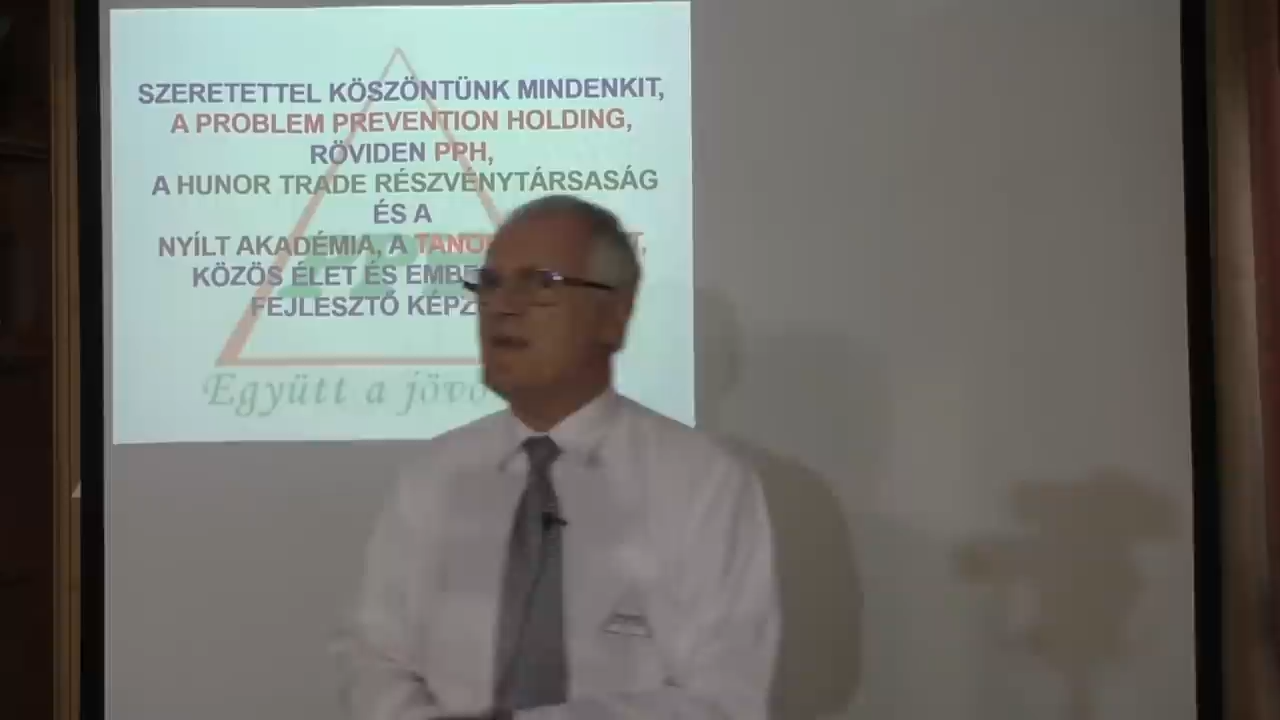 SZERETETTEL KÖSZÖNTÜNK MINDENKIT,
A PROBLEM PREVENTION HOLDING,
RÖVIDEN PPH,
A HUNOR TRADE RÉSZVÉNYTÁRSASÁG
ÉS A
NYÍLT AKADÉMIA, A
KÖZÖS ÉLET ÉS
FEJLESZTŐ
Együtt a